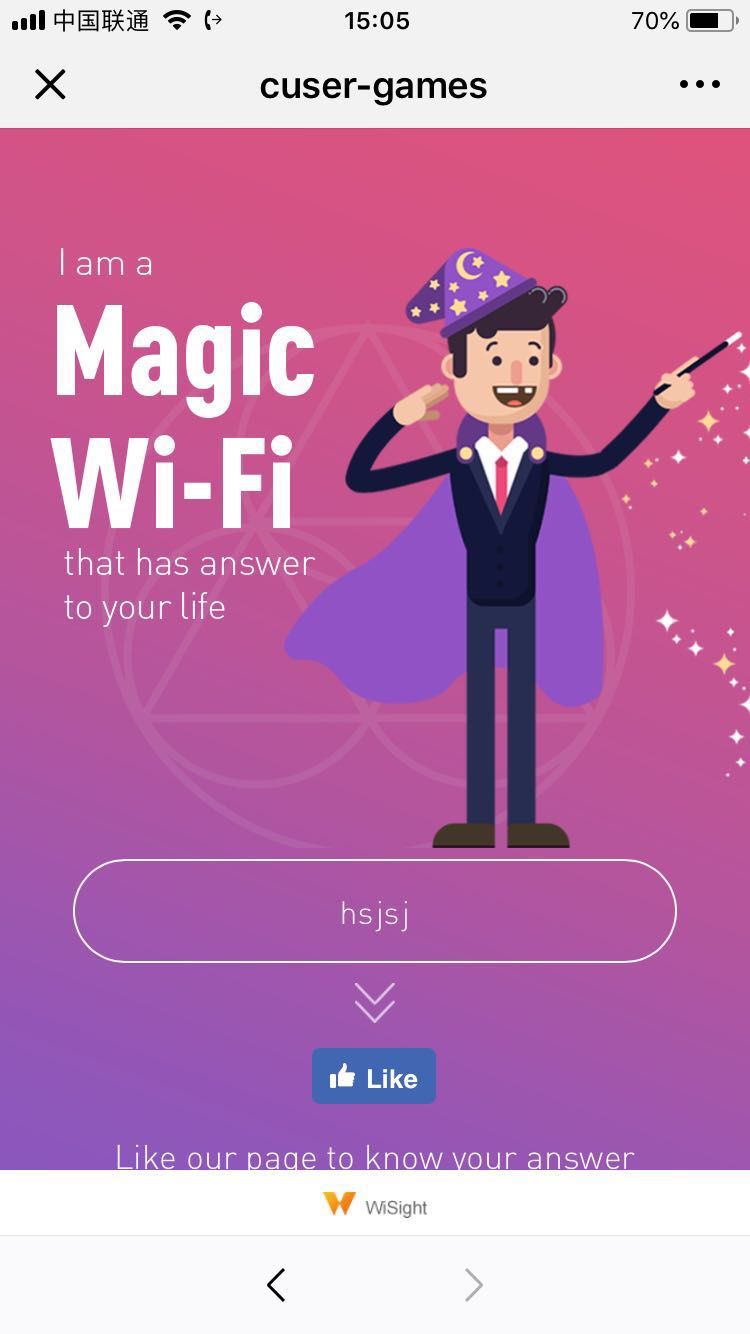 中国联通
15:05
70%
cuser-games
I am a
Magic
Wi-Fi
that has answer
to your life
hsjsj
Like
Like our page to know your answer
WiSight